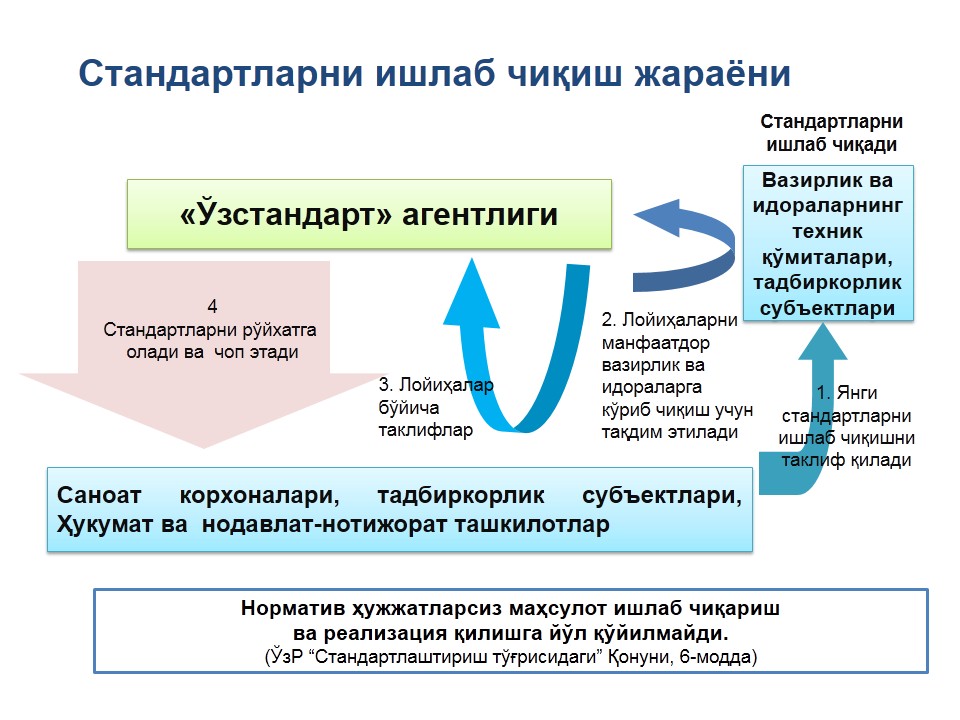 Стандартларни ишлаб чиқиш жараёни
Стандартларни
ишлаб чиқади
Вазирлик ва
идораларнинг
техник
қўмиталари,
тадбиркорлик
субъектлари
«Ўзстандарт» агентлиги
4
Стандартларни рўйхатга
олади ва чоп этади
3. Лойиҳалар
бўйича
таклифлар
2. Лойиҳаларни
манфаатдор
вазирлик ва
идораларга
кўриб чиқиш учун
тақдим этилади
1. Янги
стандартларни
ишлаб чиқишни
таклиф қилади
Саноат корхоналари, тадбиркорлик субъектлари,
Ҳукумат ва нодавлат-нотижорат ташкилотлар
Норматив ҳужжатларсиз маҳсулот ишлаб чиқариш
ва реализация қилишга йўл қўйилмайди.
(ЎзР “Стандартлаштириш тўғрисидаги” Қонуни, 6-модда)